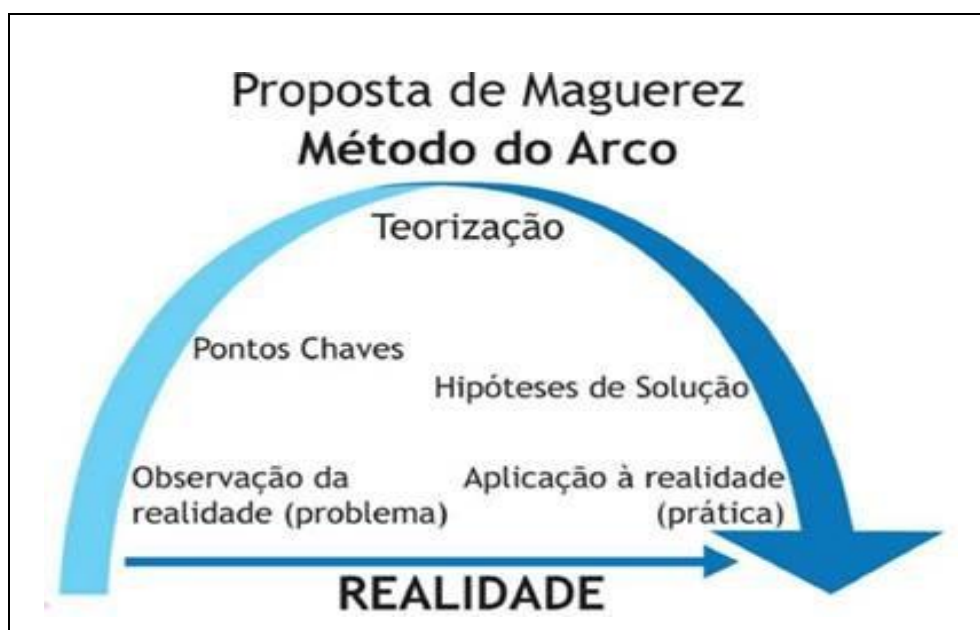 Proposta de Maguerez
Método do Arco
Teorização
Pontos Chaves
Hipóteses de Solução
Observação da
realidade (problema)
Aplicação à realidade
(prática)
REALIDADE